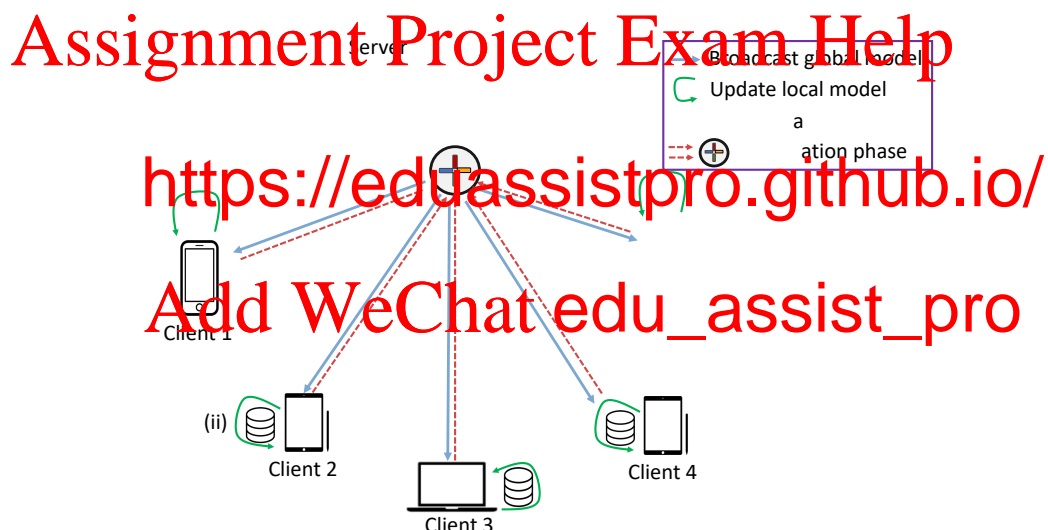 Assignment Project Exam Help
Server
Broadcast global model
Update local model
a
ation phase
https://eduassistpro.github.io/
Add WeChat edu_assist_pro
Client 1
(ii)
Client 2
Client 4
Client 3